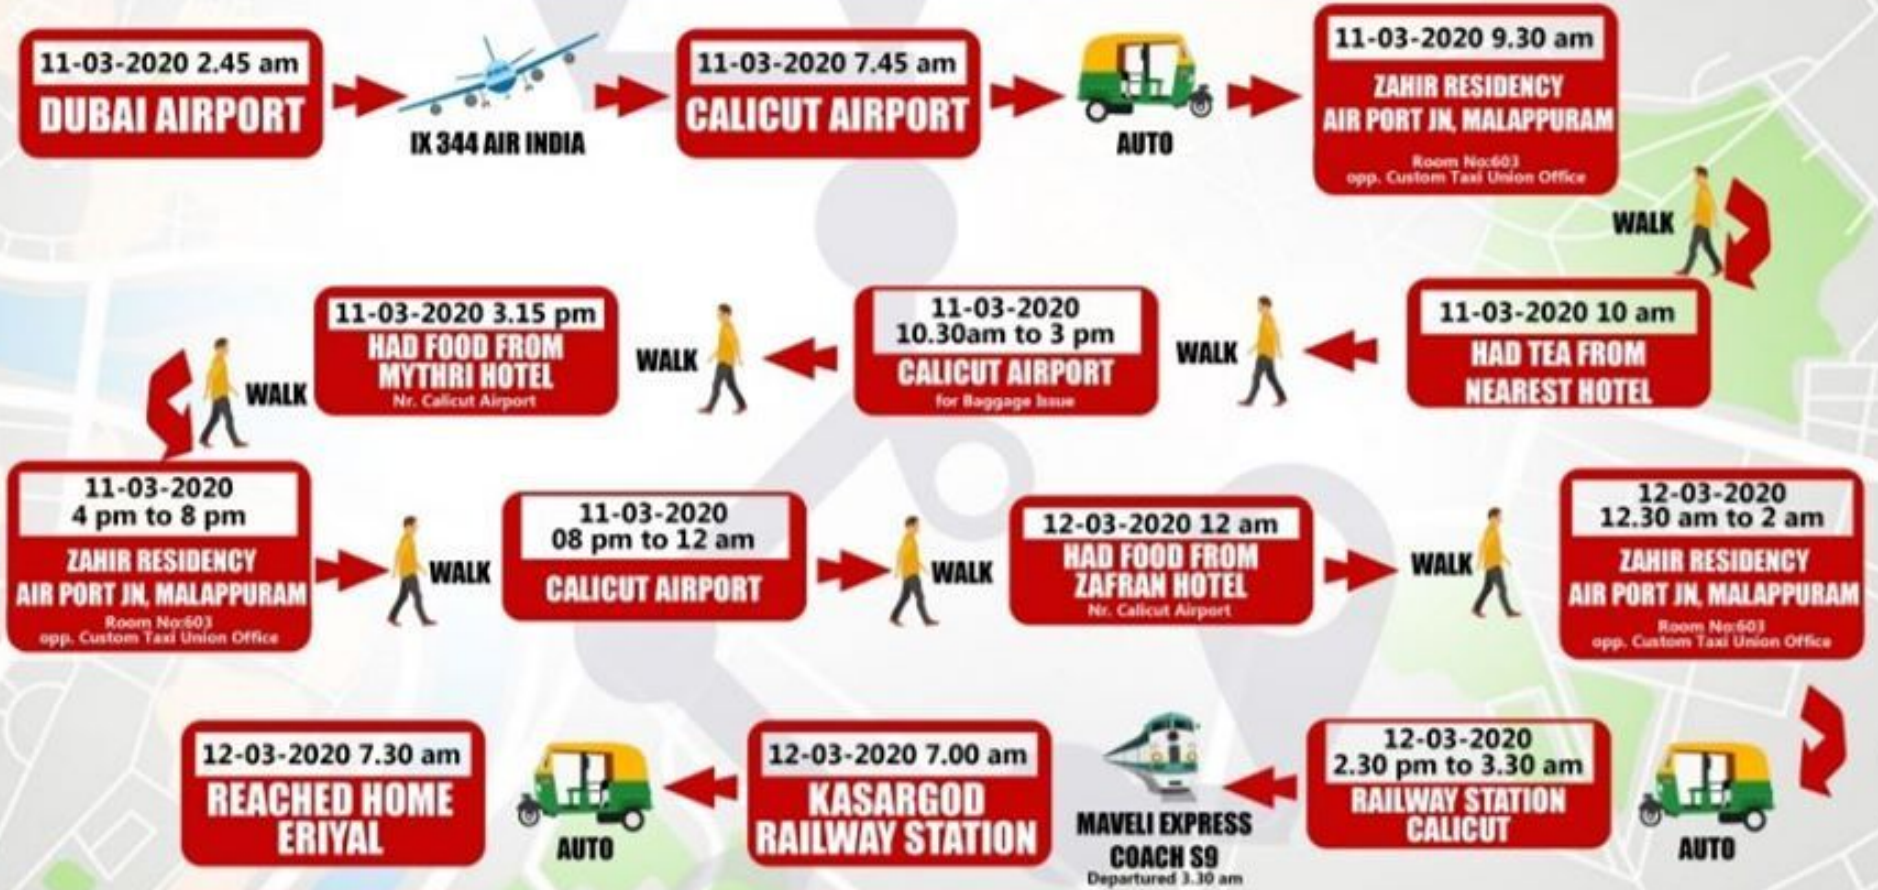 11-03-2020 2.45 am
DUBAI AIRPORT
IX 344 AIR INDIA
11-03-2020 7.45 am
CALICUT AIRPORT
AUTO
11-03-2020 9.30 am
ZAHIR RESIDENCY
AIR PORT JN, MALAPPURAM
Room No:603
opp. Custom Taxi Union Office
WALK
11-03-2020 10 am
HAD TEA FROM
NEAREST HOTEL
WALK
11-03-2020
10.30am to 3 pm
CALICUT AIRPORT
for Baggage Issue
WALK
11-03-2020 3.15 pm
HAD FOOD FROM
MYTHRI HOTEL
Nr. Calicut Airport
WALK
11-03-2020
4 pm to 8 pm
ZAHIR RESIDENCY
AIR PORT JN, MALAPPURAM
Room No:603
opp. Custom Taxi Union Office
WALK
11-03-2020
08 pm to 12 am
CALICUT AIRPORT
WALK
12-03-2020 12 am
HAD FOOD FROM
ZAFRAN HOTEL
Nr. Calicut Airport
WALK
12-03-2020
12.30 am to 2 am
ZAHIR RESIDENCY
AIR PORT JN, MALAPPURAM
Room No:603
opp. Custom Taxi Union Office
AUTO
12-03-2020
2.30 pm to 3.30 am
RAILWAY STATION
CALICUT
MAVELI EXPRESS
COACH S9
Departured 3.30 am
12-03-2020 7.00 am
KASARGOD
RAILWAY STATION
AUTO
12-03-2020 7.30 am
REACHED HOME
ERIYAL